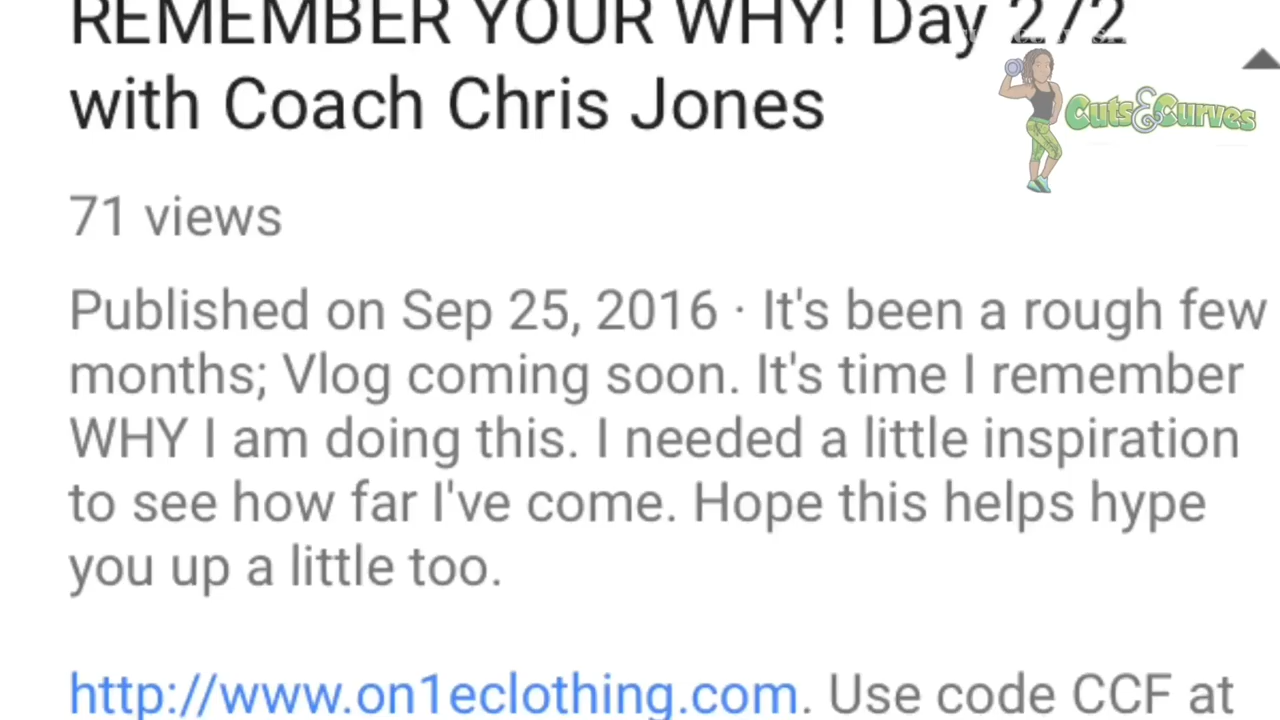 REMEMBER YOUR WHY! Day 2/2
with Coach Chris Jones
Cuts&Curves
71 views
Published on Sep 25, 2016 · It's been a rough few
months; Vlog coming soon. It's time I remember
WHY I am doing this. I needed a little inspiration
to see how far I've come. Hope this helps hype
you up a little too.
http://www.on1eclothing.com. Use code CCF at